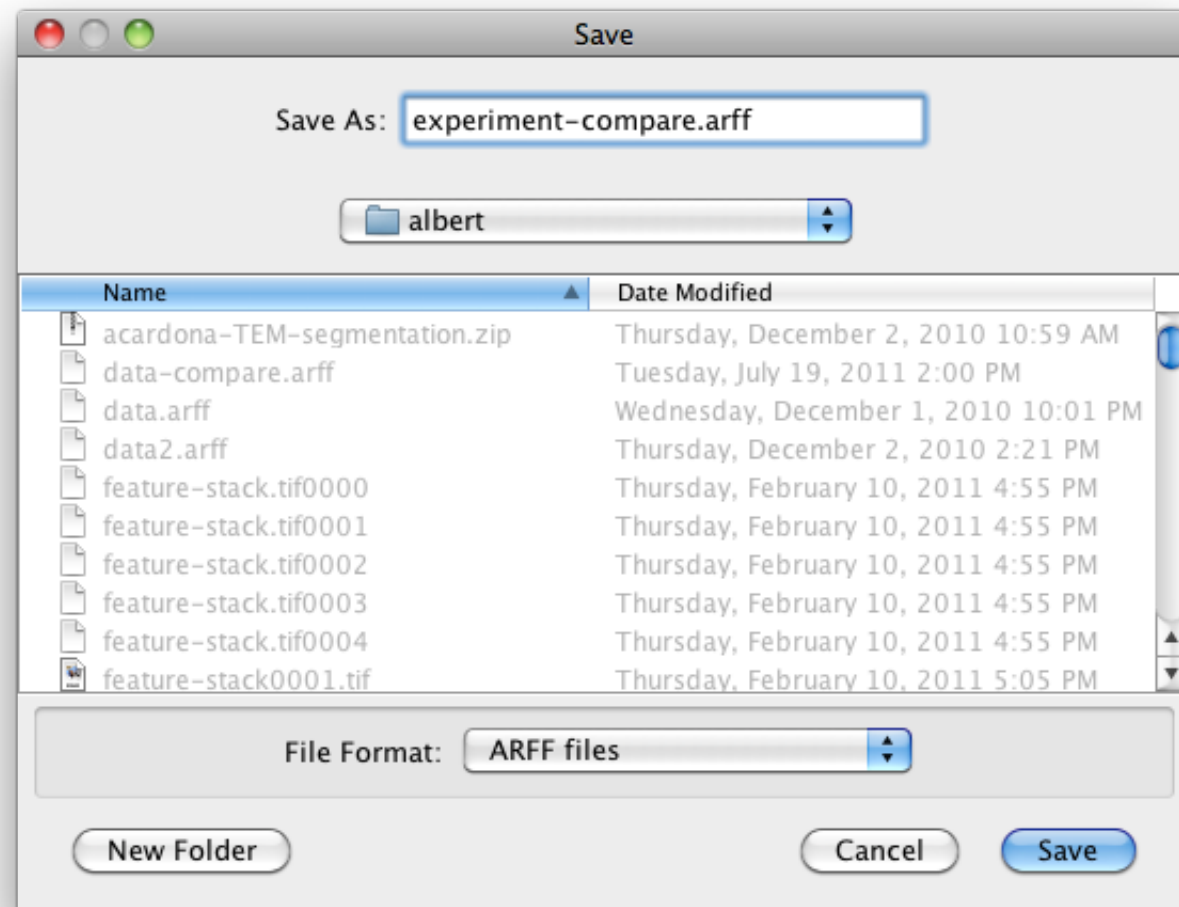 Save
Save As: experiment-compare.arff
albert
Name Date Modified
acardona-TEM-segmentation.zip Thursday, December 2, 2010 10:59 AM
data-compare.arff Tuesday, July 19, 2011 2:00 PM
data.arff Wednesday, December 1, 2010 10:01 PM
data2.arff Thursday, December 2, 2010 2:21 PM
feature-stack.tif0000 Thursday, February 10, 2011 4:55 PM
feature-stack.tif0001 Thursday, February 10, 2011 4:55 PM
feature-stack.tif0002 Thursday, February 10, 2011 4:55 PM
feature-stack.tif0003 Thursday, February 10, 2011 4:55 PM
feature-stack.tif0004 Thursday, February 10, 2011 4:55 PM
feature-stack0001.tif Thursday, February 10, 2011 5:05 PM
File Format: ARFF files
New Folder Cancel Save